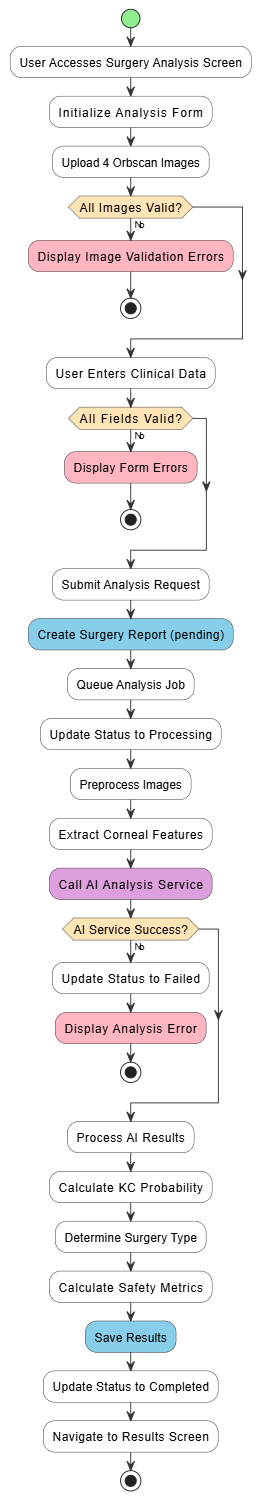 User Accesses Surgery Analysis Screen
Initialize Analysis Form
Upload 4 Orbscan Images
All Images Valid?
No
Display Image Validation Errors
User Enters Clinical Data
All Fields Valid?
No
Display Form Errors
Submit Analysis Request
Create Surgery Report (pending)
Queue Analysis Job
Update Status to Processing
Preprocess Images
Extract Corneal Features
Call AI Analysis Service
AI Service Success?
No
Update Status to Failed
Display Analysis Error
Process AI Results
Calculate KC Probability
Determine Surgery Type
Calculate Safety Metrics
Save Results
Update Status to Completed
Navigate to Results Screen